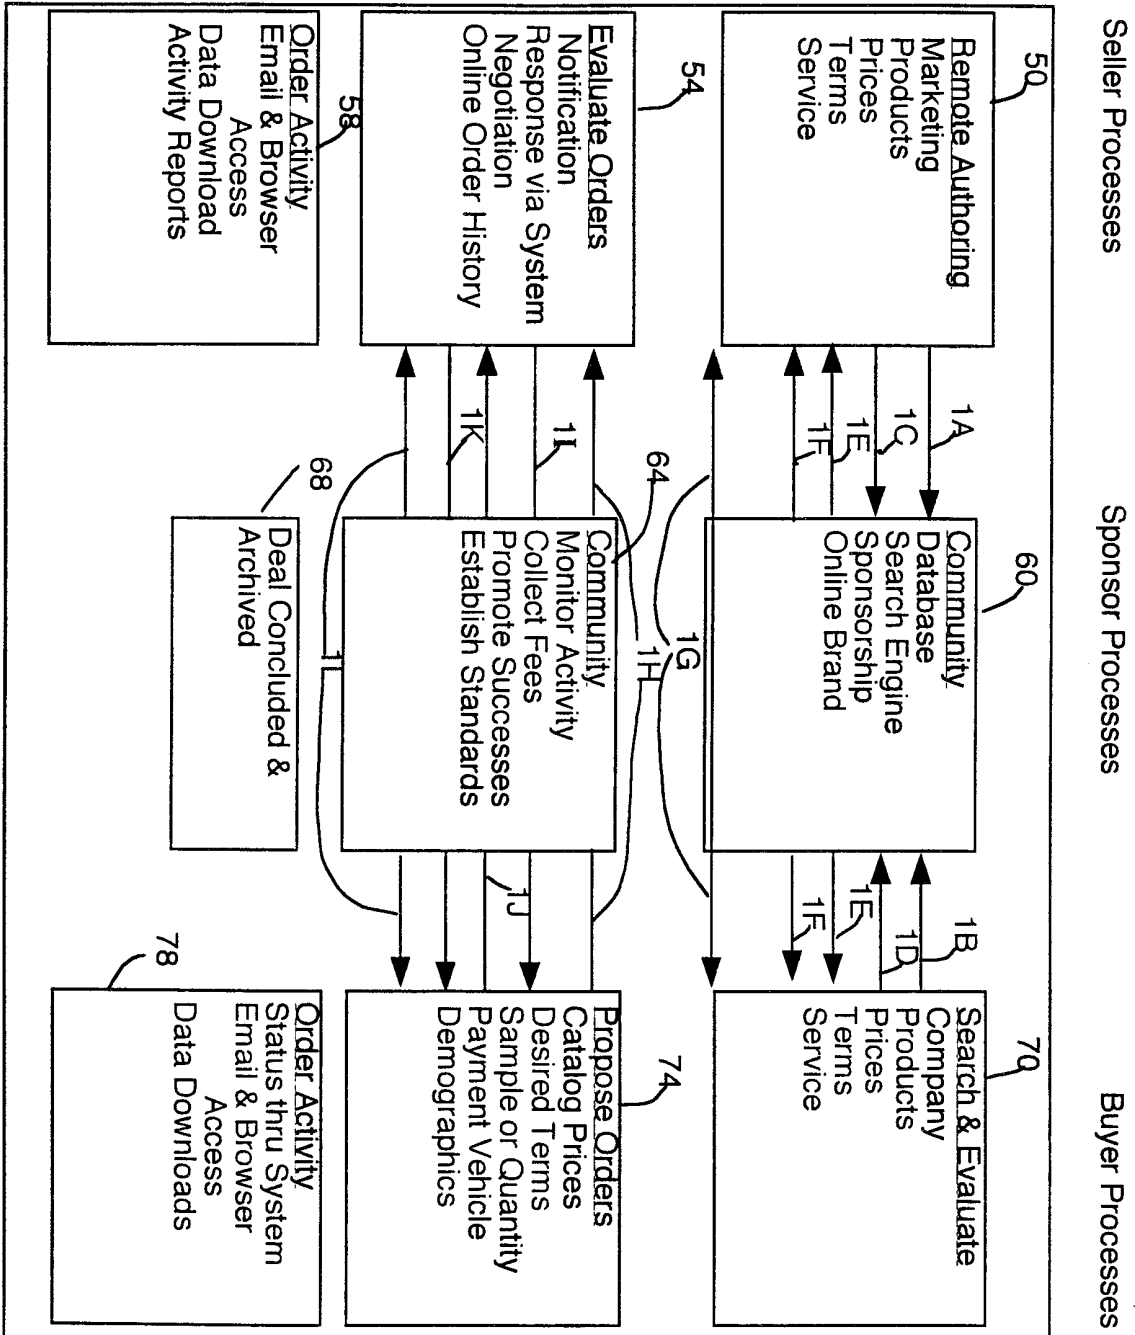 Seller Processes
Sponsor Processes
Buyer Processes
50
Remote Authoring
Marketing
Products
Prices
Terms
Service
1A
1C
1E
1F
60
Community
Database
Search Engine
Sponsorship
Online Brand
1B
1D
1E
1F
70
Search & Evaluate
Company
Products
Prices
Terms
Service
1G
54
Evaluate Orders
Notification
Response via System
Negotiation
Online Order History
1H
1I
1K
64
Community
Monitor Activity
Collect Fees
Promote Successes
Establish Standards
1J
1L
74
Propose Orders
Catalog Prices
Desired Terms
Sample or Quantity
Payment Vehicle
Demographics
58
Order Activity
Email & Browser
Access
Data Download
Activity Reports
68
Deal Concluded &
Archived
78
Order Activity
Status thru System
Email & Browser
Access
Data Downloads